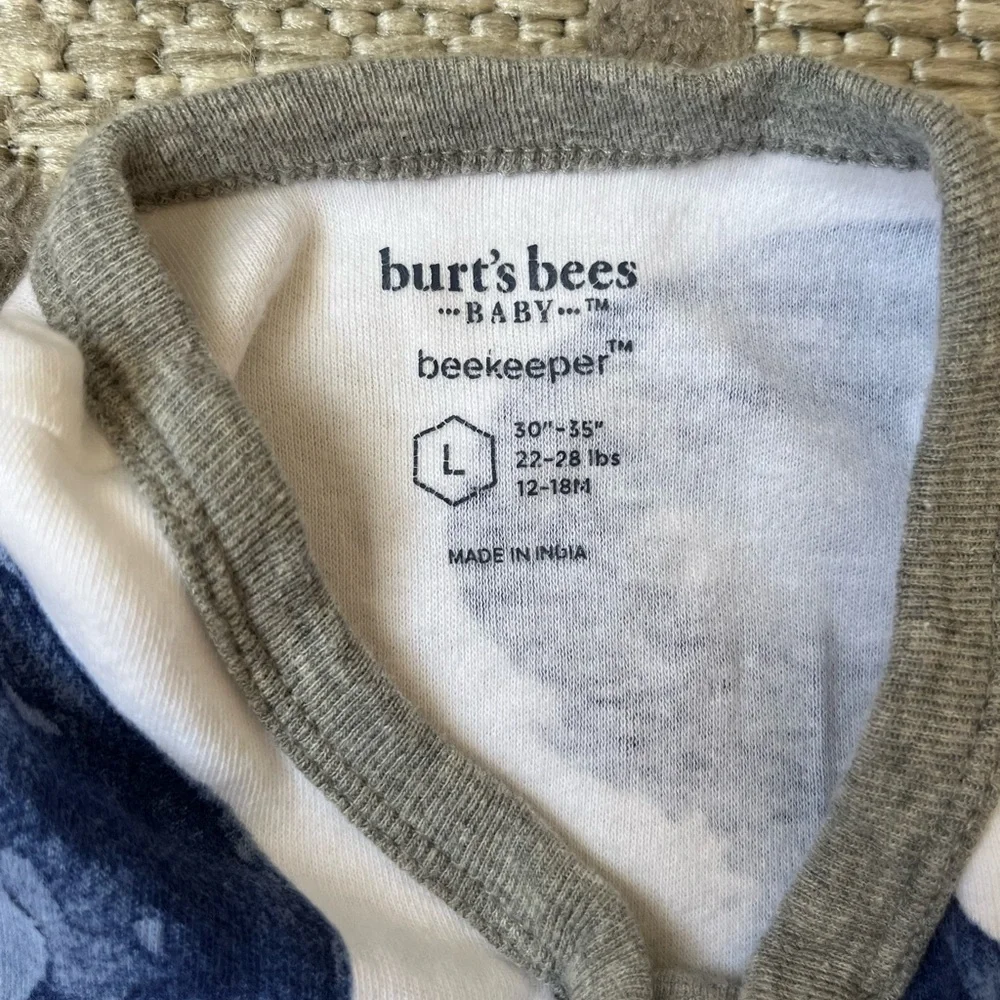 burt's bees
···BABY···™
beekeeper™
L
30"-35"
22-28 lbs
12-18M
MADE IN INDIA